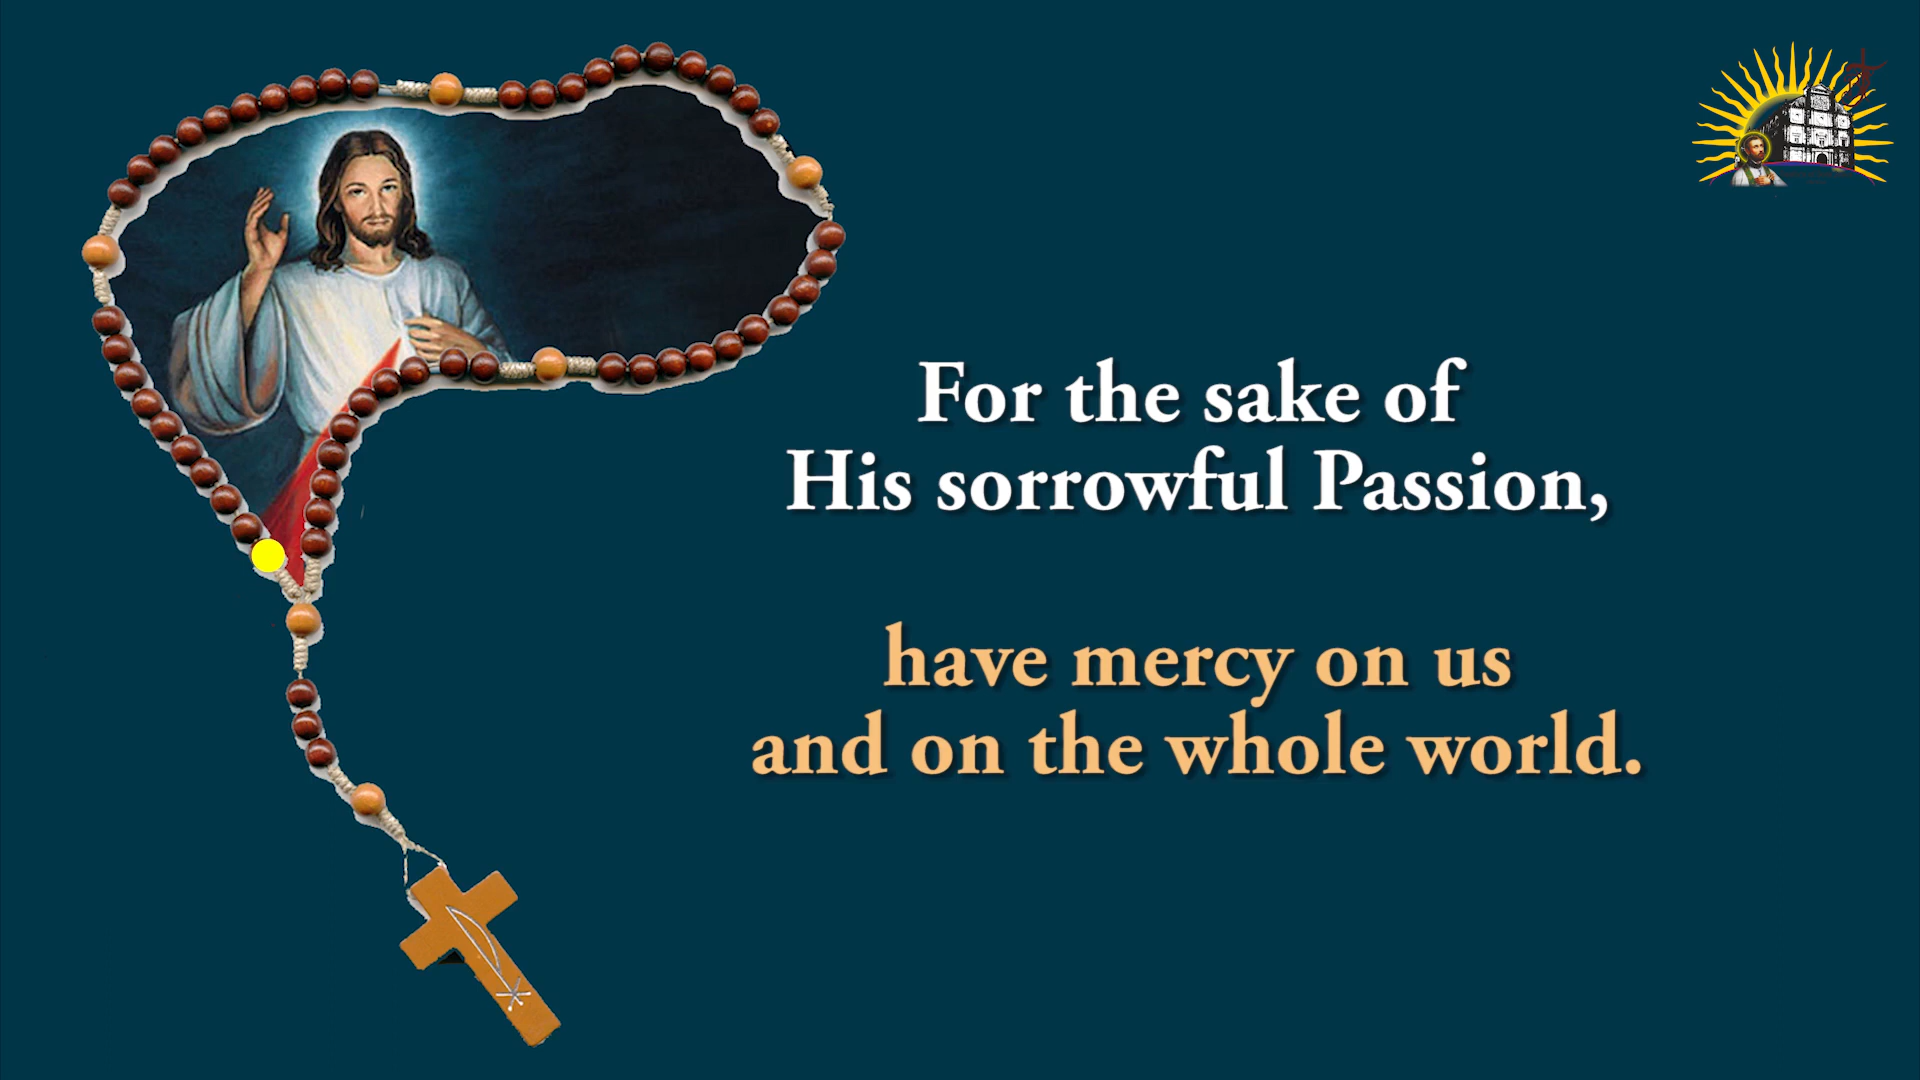 For the sake of
His sorrowful Passion,
have mercy on us
and on the whole world.